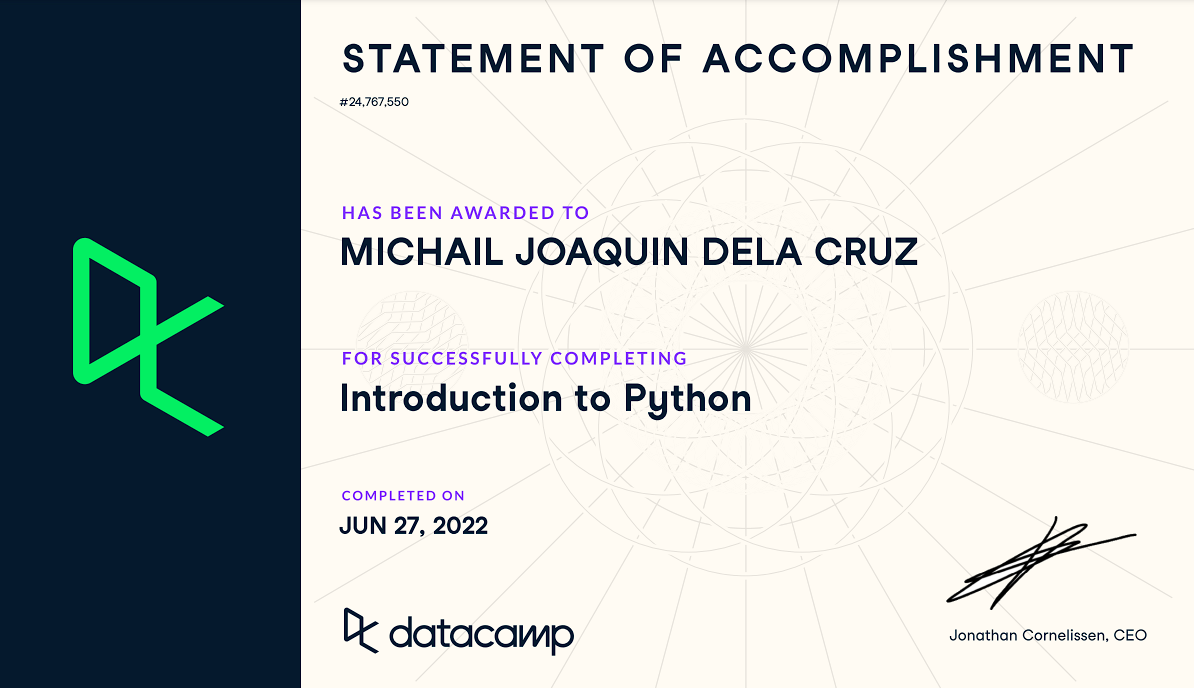 STATEMENT OF ACCOMPLISHMENT
#24,767,550
HAS BEEN AWARDED TO
MICHAIL JOAQUIN DELA CRUZ
FOR SUCCESSFULLY COMPLETING
Introduction to Python
COMPLETED ON
JUN 27, 2022
datacamp
Jonathan Cornelissen, CEO